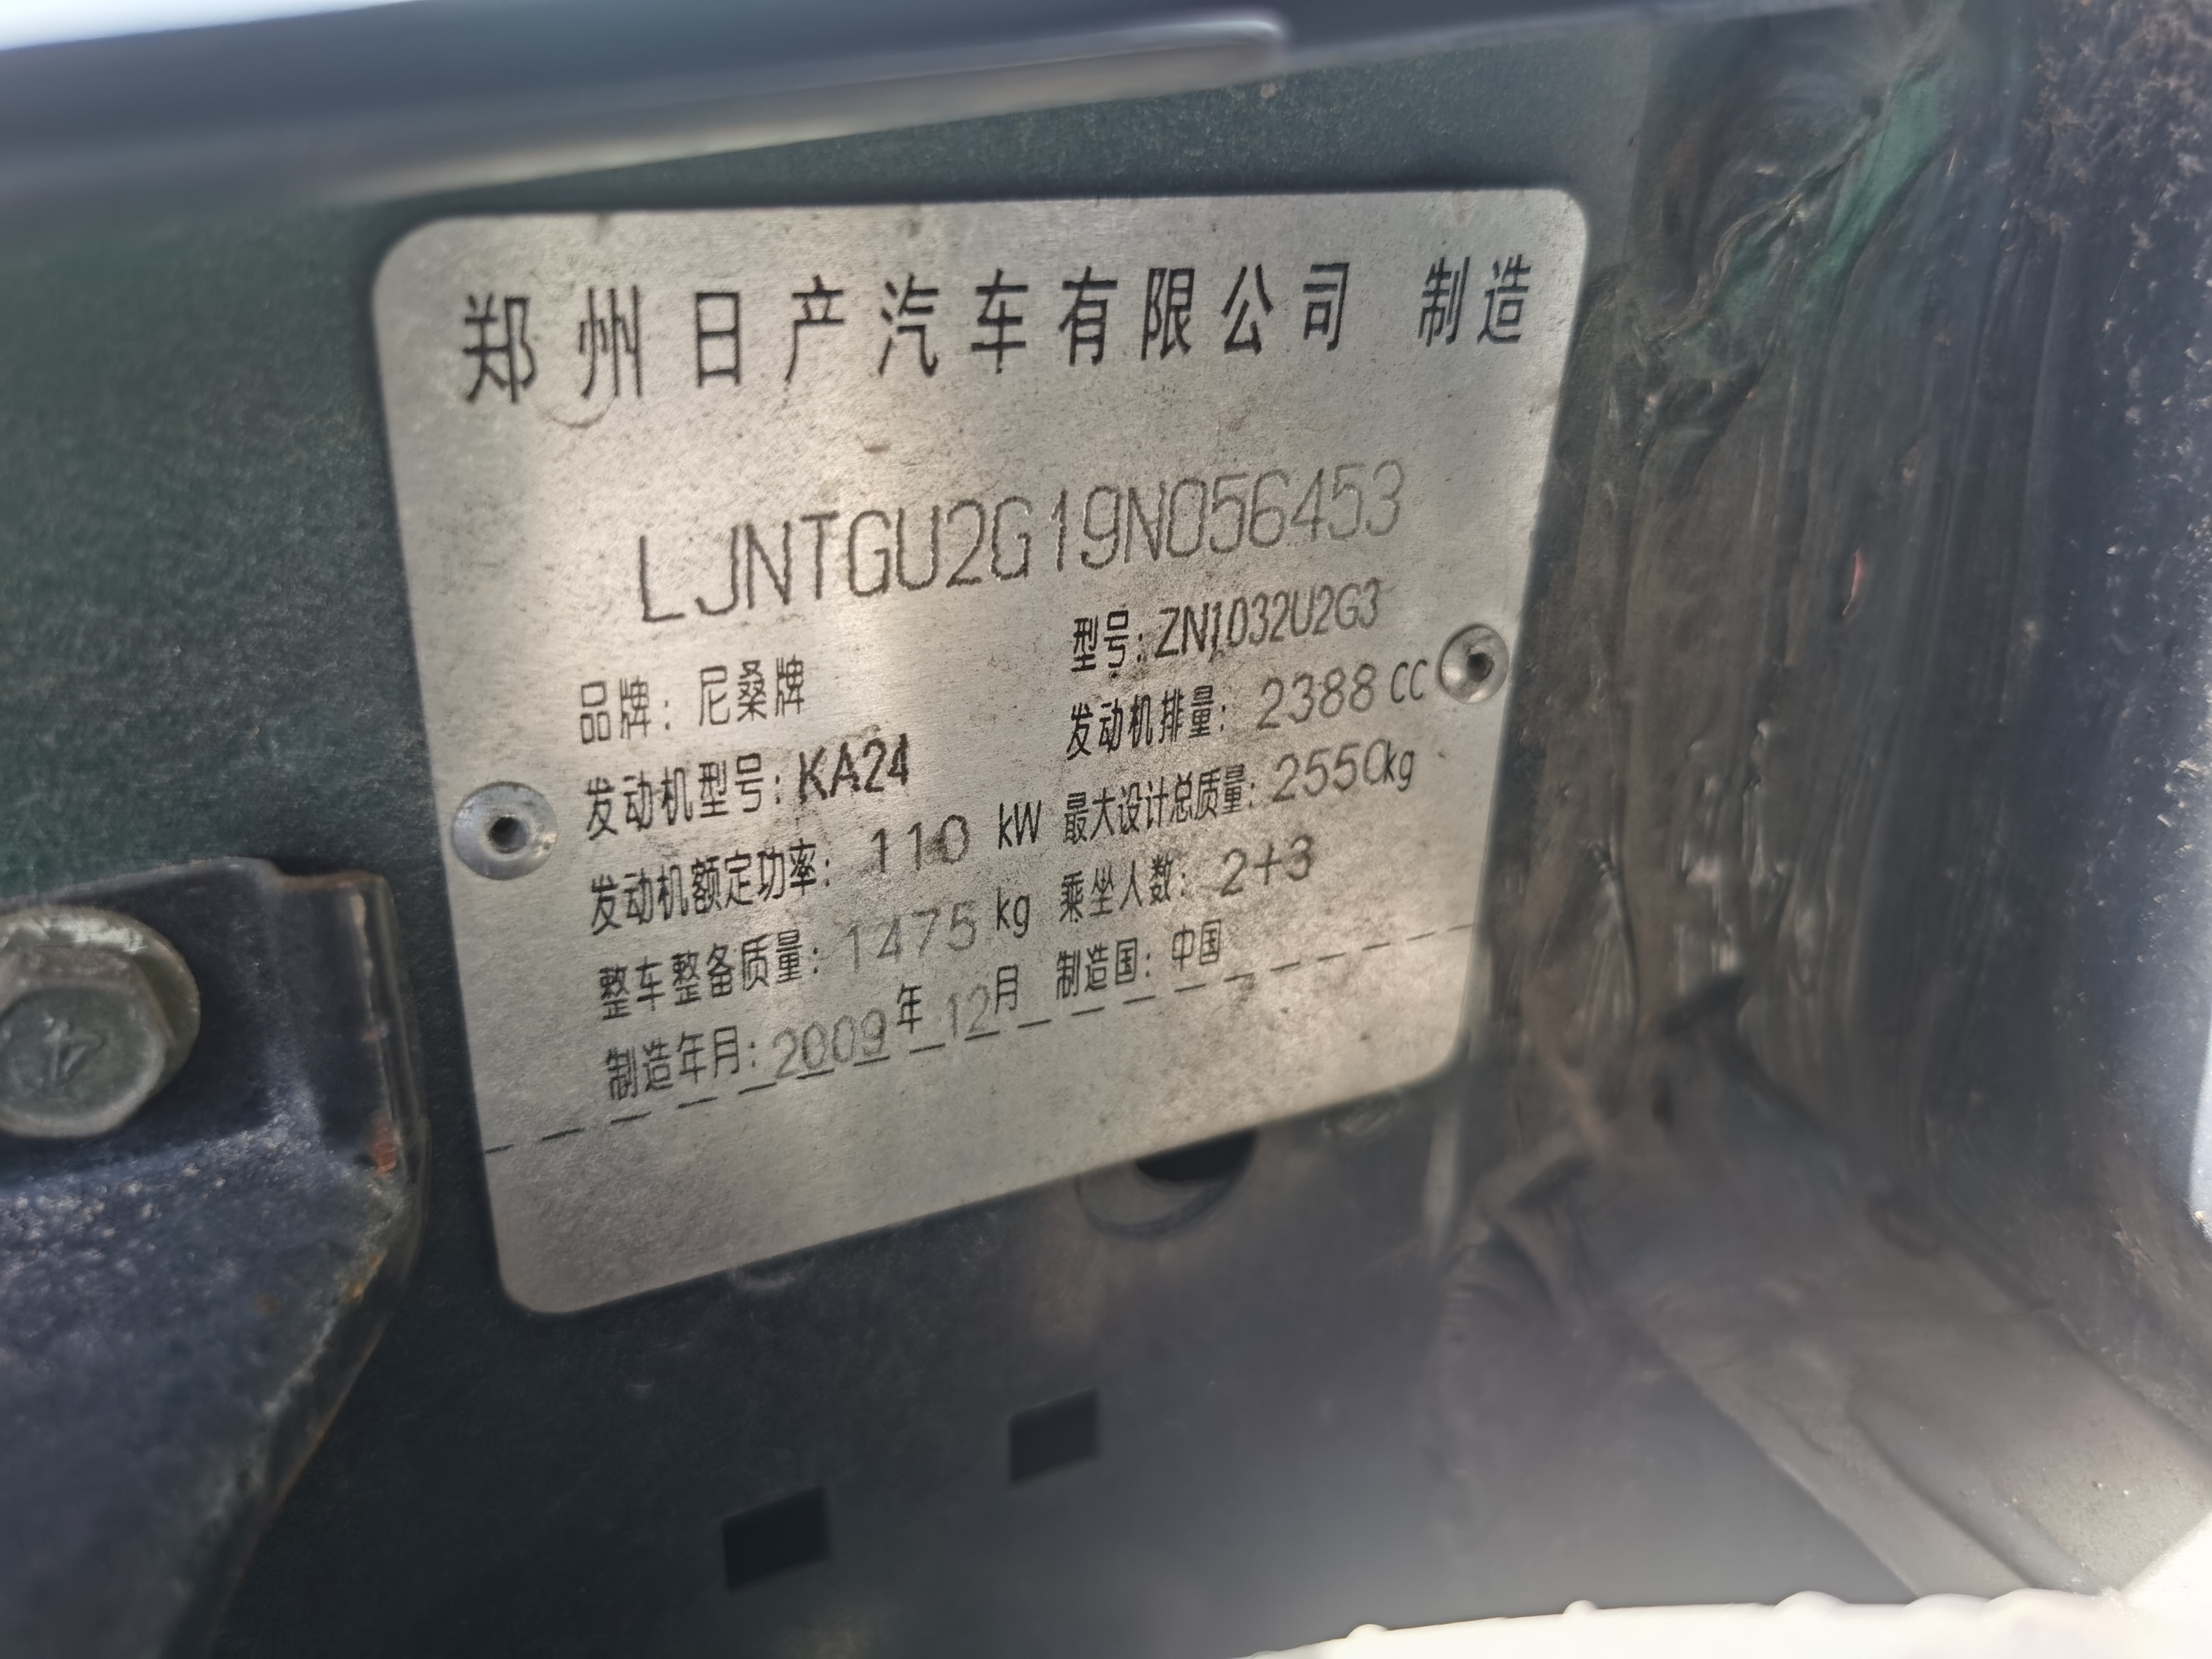 郑州日产汽车有限公司 制造
LJNTGU2G19N056453
品牌：尼桑牌 型号：ZN1032U2G3
发动机型号：KA24 发动机排量：2388 CC
发动机额定功率：110 kW 最大设计总质量：2550kg
整车整备质量：1475 kg 乘坐人数：2+3
制造年月：2009年 12月 制造国：中国